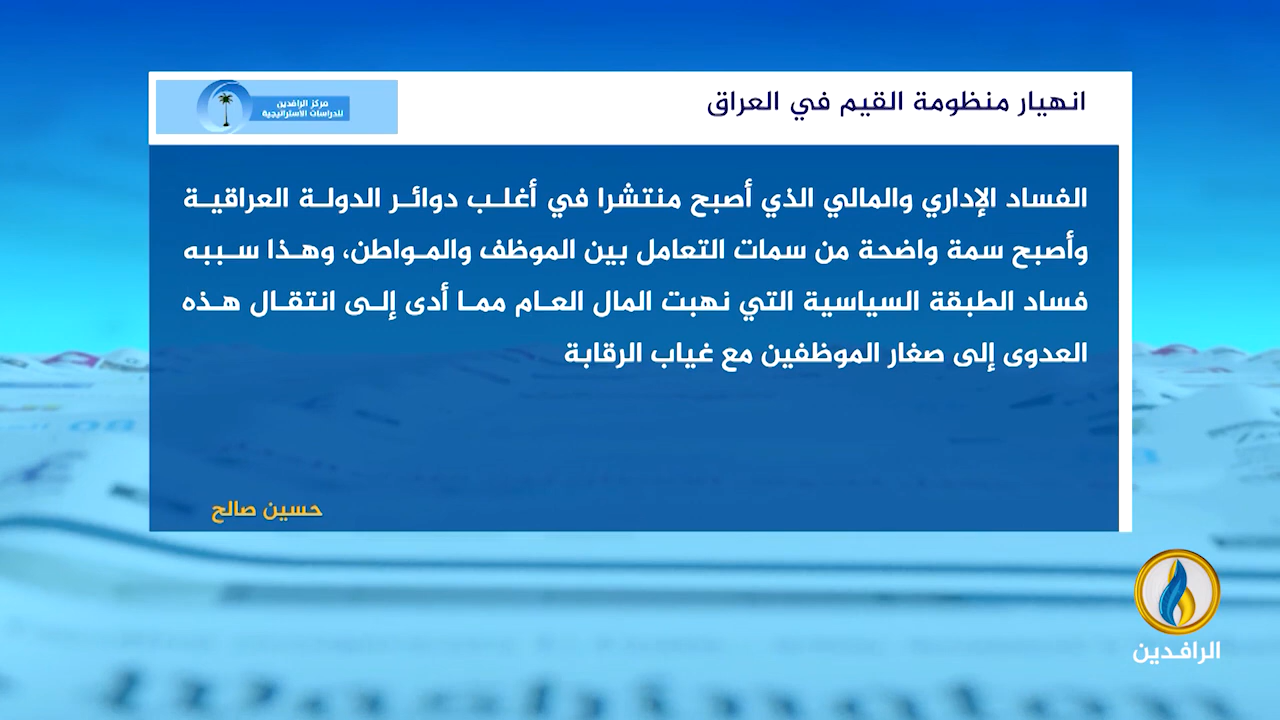 انهيار منظومة القيم في العراق
مركز الرافدين
للدراسات الاستراتيجية
الفساد الإداري والمالي الذي أصبح منتشرا في أغلب دوائر الدولة العراقية
وأصبح سمة واضحة من سمات التعامل بين الموظف والمواطن، وهذا سببه
فساد الطبقة السياسية التي نهبت المال العام مما أدى إلى انتقال هذه
العدوى إلى صغار الموظفين مع غياب الرقابة
حسين صالح
الرافدين